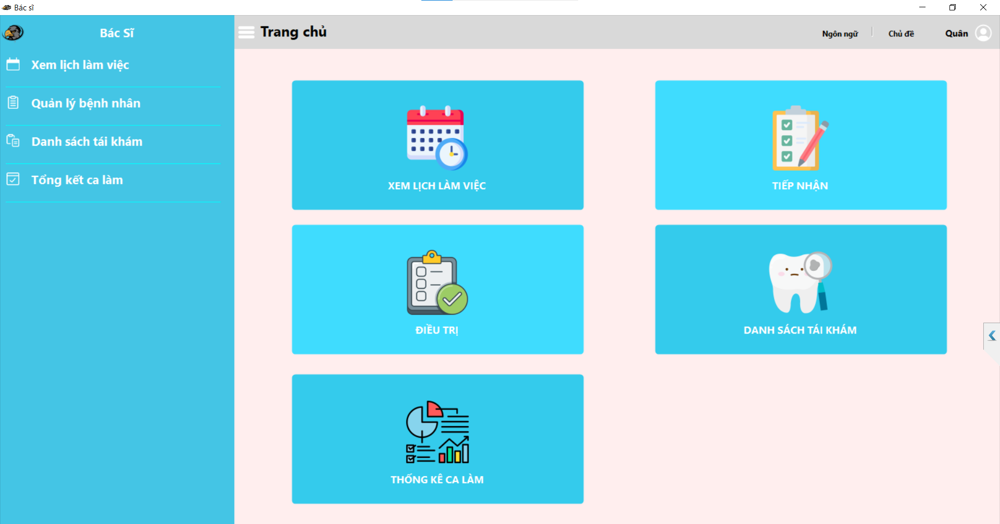 Bác sĩ
Bác Sĩ
Trang chủ
Ngôn ngữ
Chủ đề
Quân
Xem lịch làm việc
Quản lý bệnh nhân
Danh sách tái khám
Tổng kết ca làm
XEM LỊCH LÀM VIỆC
TIẾP NHẬN
ĐIỀU TRỊ
DANH SÁCH TÁI KHÁM
THỐNG KÊ CA LÀM